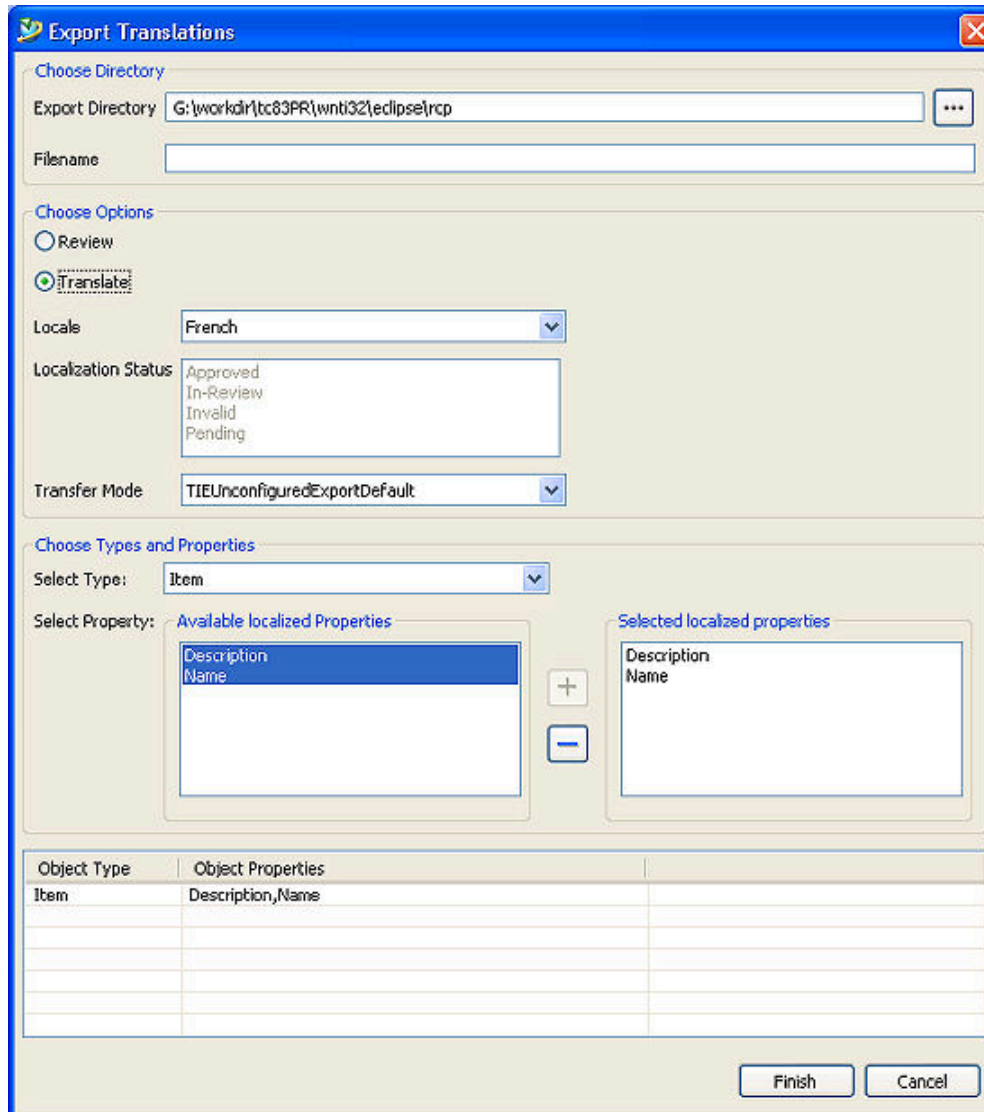 Export Translations
Choose Directory
Export Directory G:\workdir\tc83PR\wnti32\eclipse\rcp ...
Filename
Choose Options
Review
Translate
Locale French
Localization Status Approved
In-Review
Invalid
Pending
Transfer Mode TIEUnconfiguredExportDefault
Choose Types and Properties
Select Type: Item
Select Property: Available localized Properties Selected localized properties
Description Description
Name Name
Object Type Object Properties
Item Description,Name
Finish Cancel